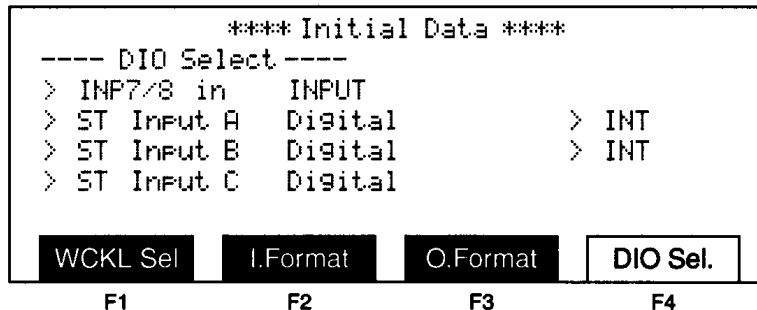 **** Initial Data ****
---- DIO Select ----
> INP7/8 in INPUT
> ST Input A Digital > INT
> ST Input B Digital > INT
> ST Input C Digital
WCKL Sel I.Format O.Format DIO Sel.
F1 F2 F3 F4